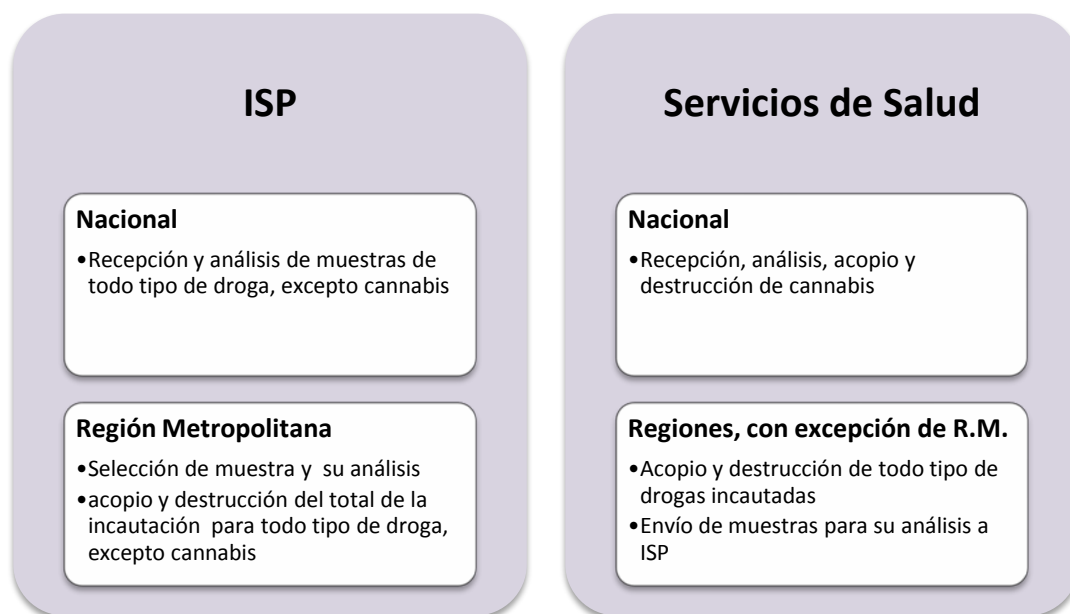 ISP
Nacional
•Recepción y análisis de muestras de
todo tipo de droga, excepto cannabis
Región Metropolitana
•Selección de muestra y  su análisis
•acopio y destrucción del total de la
incautación  para todo tipo de droga,
excepto cannabis
Servicios de Salud
Nacional
•Recepción, análisis, acopio y
destrucción de cannabis
Regiones, con excepción de R.M.
•Acopio y destrucción de todo tipo de
drogas incautadas
•Envío de muestras para su análisis a
ISP